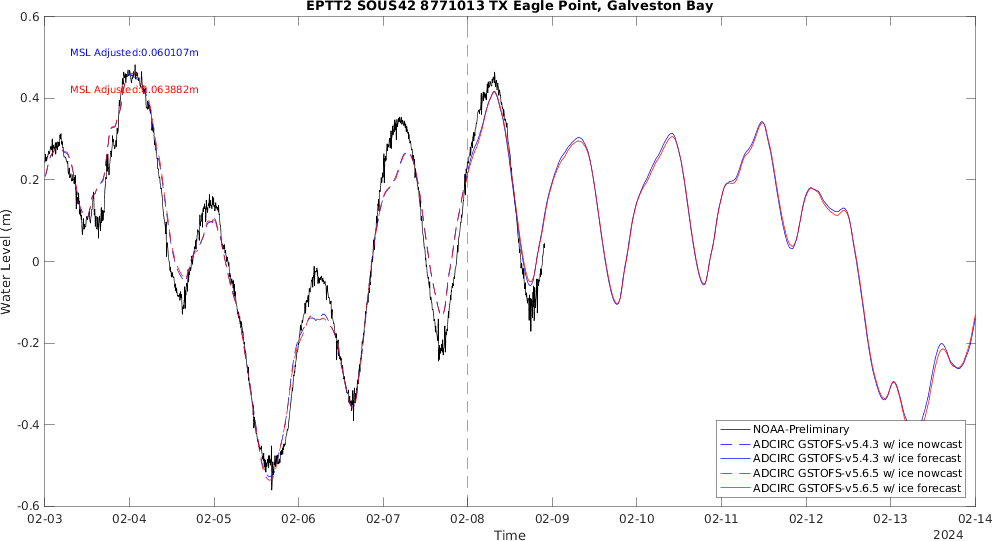 EPTT2 SOUS42 8771013 TX Eagle Point, Galveston Bay
0.6
MSL Adjusted:0.060107m
MSL Adjusted:0.063882m
0.4
0.2
0
-0.2
-0.4
-0.6
Water Level (m)
NOAA-Preliminary
ADCIRC GSTOFS-v5.4.3 w/ ice nowcast
ADCIRC GSTOFS-v5.4.3 w/ ice forecast
ADCIRC GSTOFS-v5.6.5 w/ ice nowcast
ADCIRC GSTOFS-v5.6.5 w/ ice forecast
02-03 02-04 02-05 02-06 02-07 02-08 02-09 02-10 02-11 02-12 02-13 02-14
Time
2024